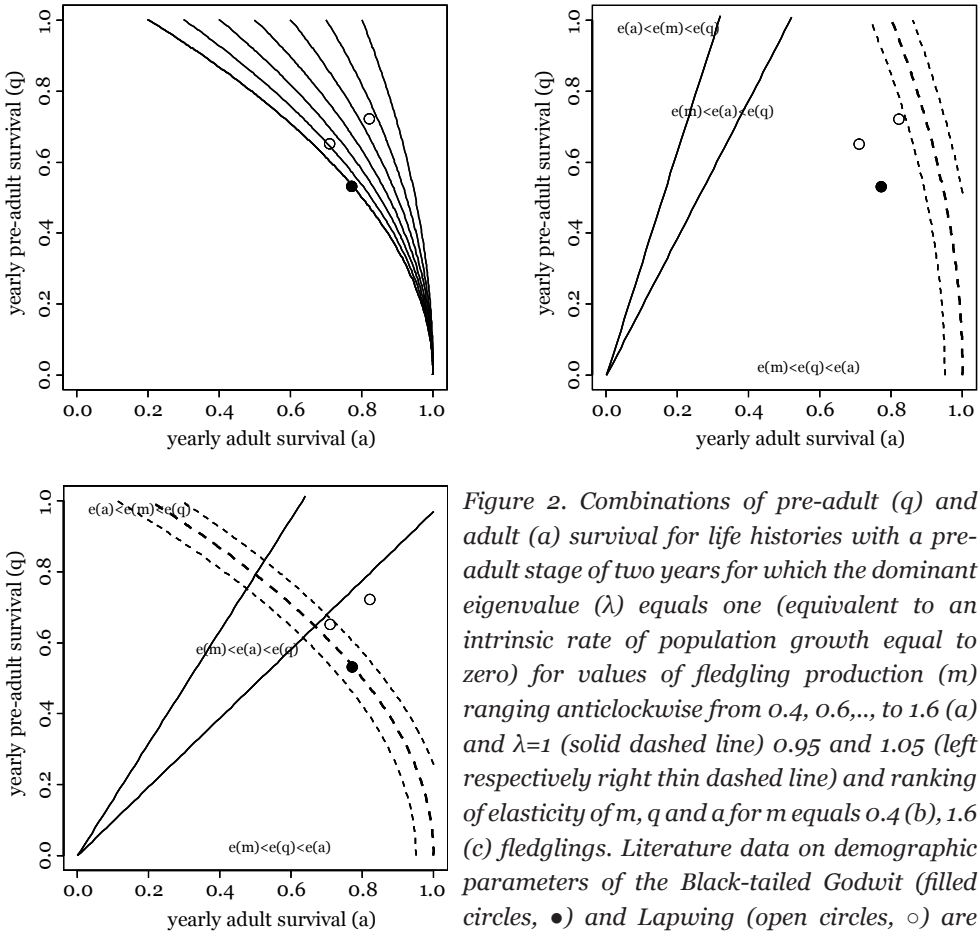 yearly pre-adult survival (q)
1.0
0.8
0.6
0.4
0.2
0.0
0.0 0.2 0.4 0.6 0.8 1.0
yearly adult survival (a)
yearly pre-adult survival (q)
1.0
0.8
0.6
0.4
0.2
0.0
e(a)<e(m)<e(q)
e(m)<e(a)<e(q)
e(m)<e(q)<e(a)
0.0 0.2 0.4 0.6 0.8 1.0
yearly adult survival (a)
yearly pre-adult survival (q)
1.0
0.8
0.6
0.4
0.2
0.0
e(a)<e(m)<e(q)
e(m)<e(a)<e(q)
e(m)<e(q)<e(a)
0.0 0.2 0.4 0.6 0.8 1.0
yearly adult survival (a)
Figure 2. Combinations of pre-adult (q) and
adult (a) survival for life histories with a pre-
adult stage of two years for which the dominant
eigenvalue (λ) equals one (equivalent to an
intrinsic rate of population growth equal to
zero) for values of fledgling production (m)
ranging anticlockwise from 0.4, 0.6,.., to 1.6 (a)
and λ=1 (solid dashed line) 0.95 and 1.05 (left
respectively right thin dashed line) and ranking
of elasticity of m, q and a for m equals 0.4 (b), 1.6
(c) fledglings. Literature data on demographic
parameters of the Black-tailed Godwit (filled
circles, ●) and Lapwing (open circles, ○) are